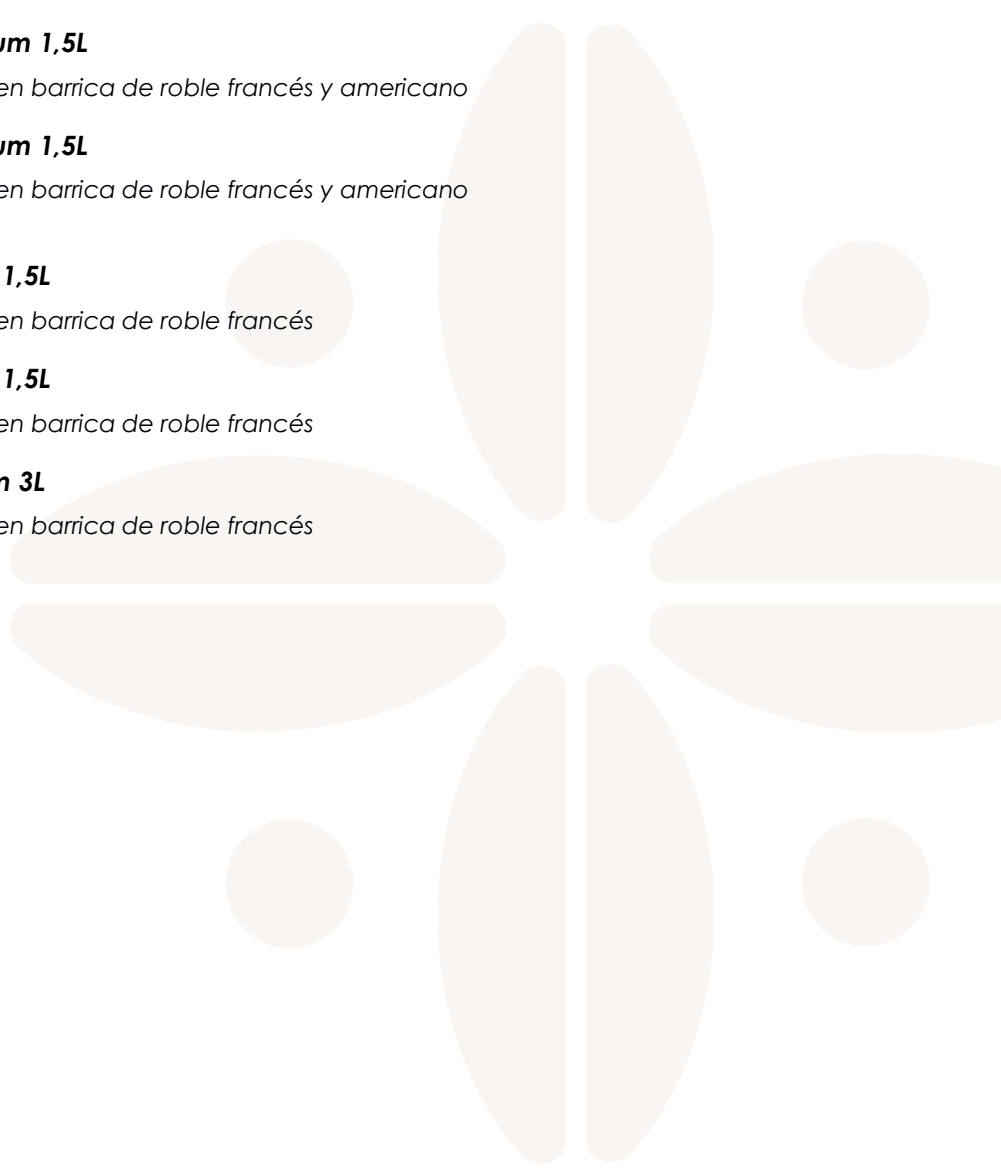 um 1,5L
en barrica de roble francés y americano
um 1,5L
en barrica de roble francés y americano
1,5L
en barrica de roble francés
1,5L
en barrica de roble francés
m 3L
en barrica de roble francés